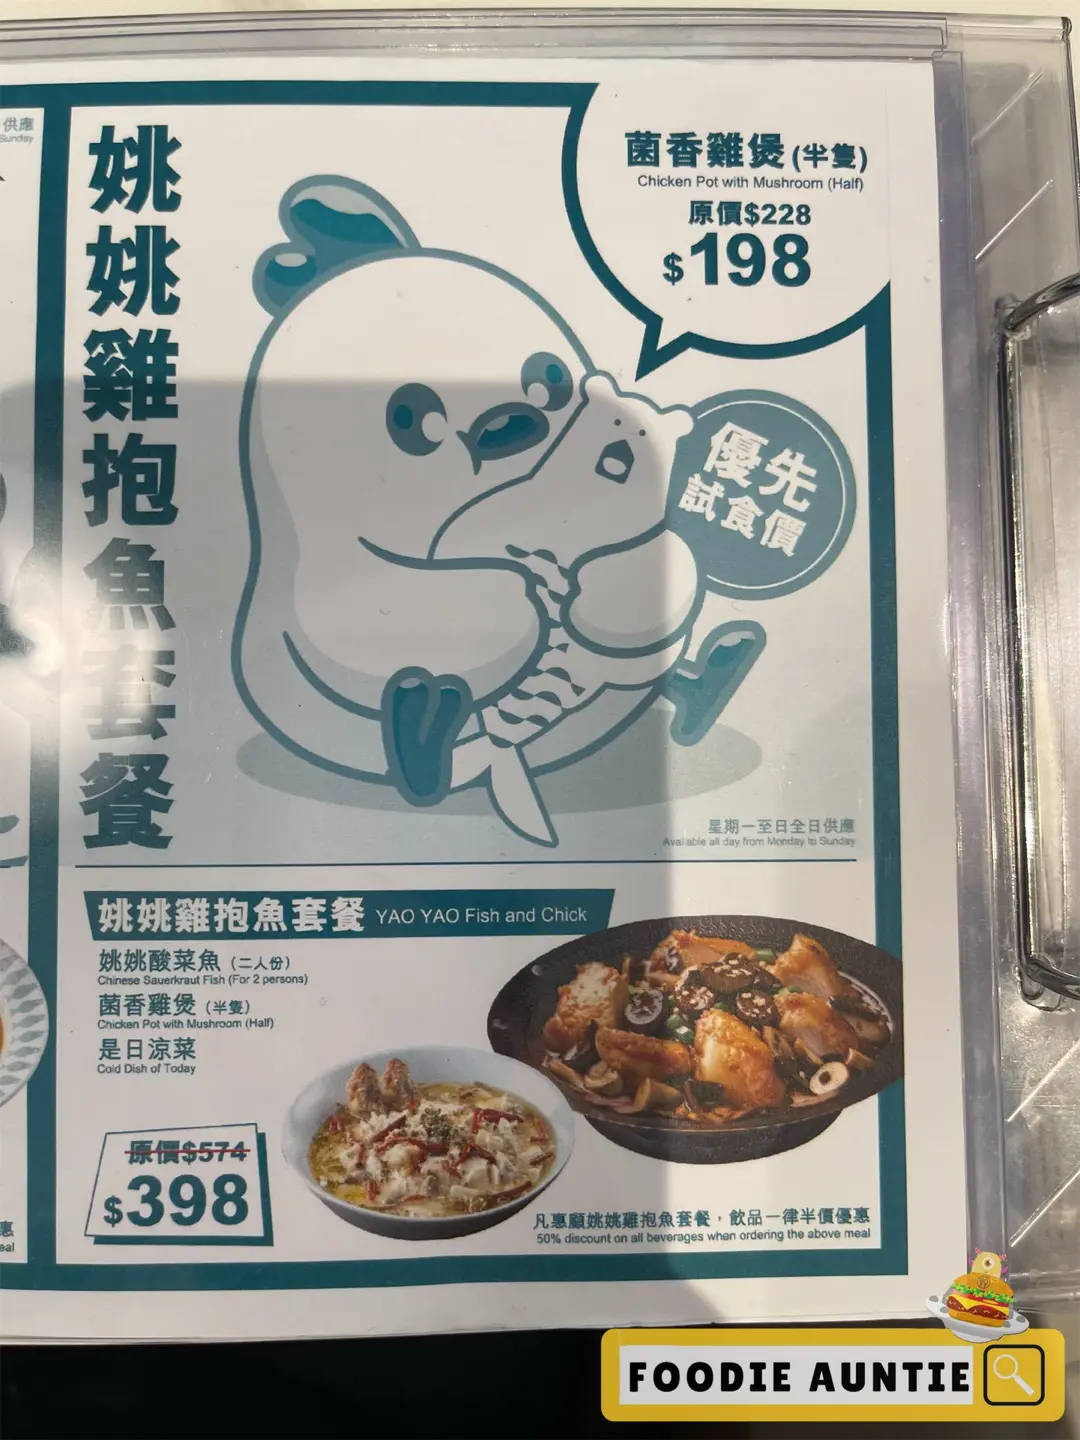 供應
Sunday
姚姚雞抱魚套餐
菌香雞煲(半隻)
Chicken Pot with Mushroom (Half)
原價$228
$198
優先
試食價
星期一至日全日供應
Available all day from Monday to Sunday
姚姚雞抱魚套餐 YAO YAO Fish and Chick
姚姚酸菜魚 (二人份)
Chinese Sauerkraut Fish (For 2 persons)
菌香雞煲 (半隻)
Chicken Pot with Mushroom (Half)
是日涼菜
Cold Dish of Today
原價$574
$398
凡惠顧姚姚雞抱魚套餐，飲品一律半價優惠
50% discount on all beverages when ordering the above meal
惠
eal
FOODIE AUNTIE